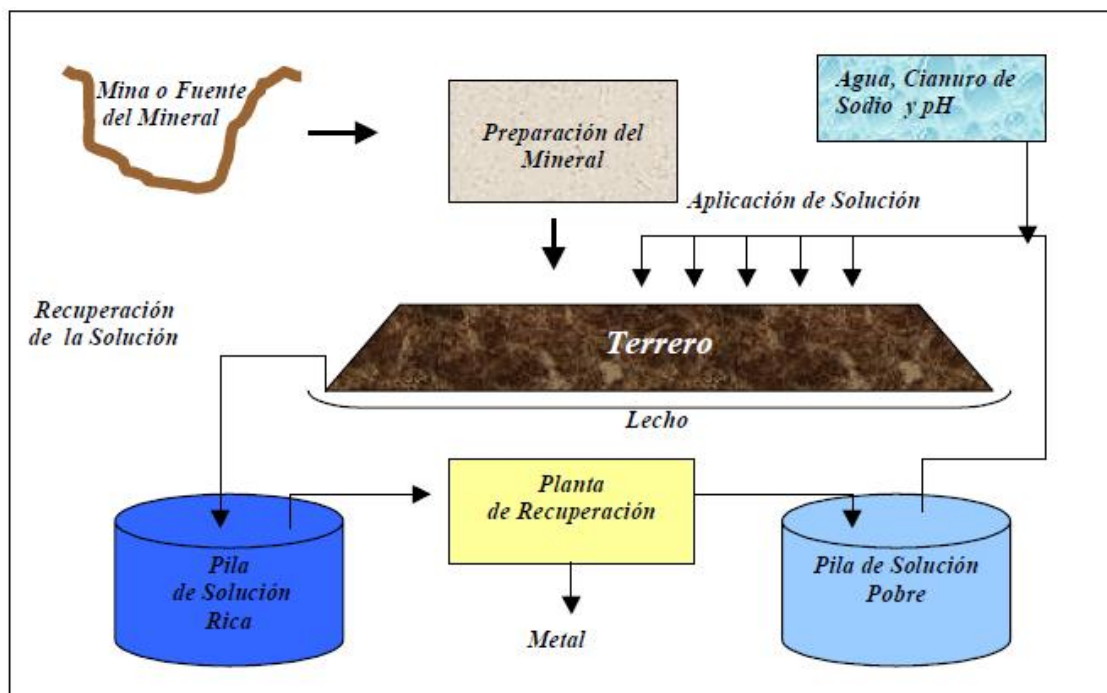 Mina o Fuente
del Mineral
Preparación del
Mineral
Agua, Cianuro de
Sodio y pH
Aplicación de Solución
Recuperación
de la Solución
Terrero
Lecho
Planta
de Recuperación
Pila
de Solución
Rica
Pila de Solución
Pobre
Metal